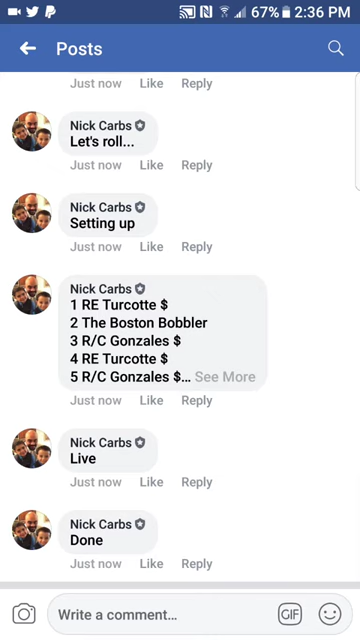 67% 2:36 PM
Posts
Just now Like Reply
Nick Carbs
Let's roll...
Just now Like Reply
Nick Carbs
Setting up
Just now Like Reply
Nick Carbs
1 RE Turcotte $
2 The Boston Bobbler
3 R/C Gonzales $
4 RE Turcotte $
5 R/C Gonzales $... See More
Just now Like Reply
Nick Carbs
Live
Just now Like Reply
Nick Carbs
Done
Just now Like Reply
Write a comment... GIF